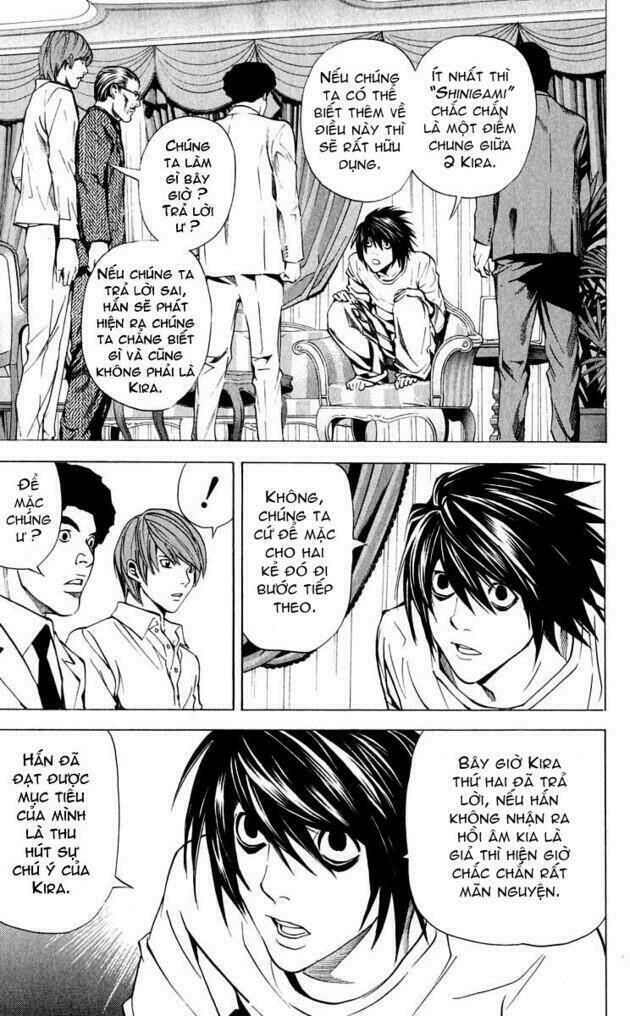 Ít nhất thì
"Shinigami"
chắc chắn
là một điểm
chung giữa
2 Kira.
Nếu chúng
ta có thể
biết thêm về
điều này thì
sẽ rất hữu
dụng.
Chúng
ta làm
gì bây
giờ?
Trả lời
ư?
Nếu chúng ta
trả lời sai,
hắn sẽ phát
hiện ra chúng
ta chẳng biết
gì và cũng
không phải là
Kira.
Không,
chúng ta
cứ để mặc
cho hai
kẻ đó đi
bước tiếp
theo.
!
Để
mặc
chúng
ư?
Bây giờ Kira
thứ hai đã trả
lời, nếu hắn
không nhận ra
hồi âm kia là
giả thì hiện giờ
chắc chắn rất
mãn nguyện.
Hắn đã
đạt được
mục tiêu
của mình
là thu
hút sự
chú ý của
Kira.